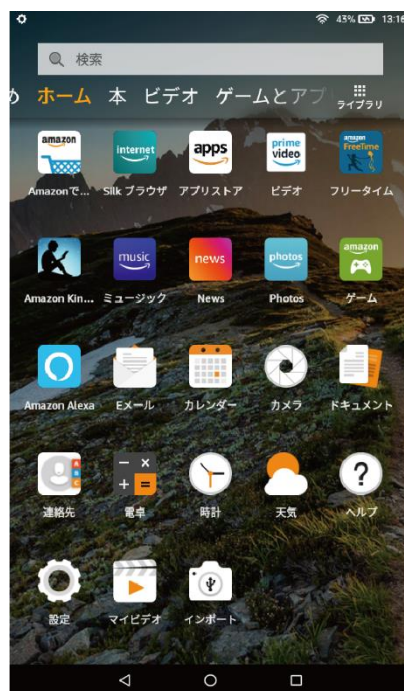 43% 13:16
検索
め ホーム 本 ビデオ ゲームとアプ
ライブラリ
amazon
internet
apps
prime video
amazon FreeTime
Amazonで... Silk ブラウザ アプリストア ビデオ フリータイム
music
news
photos
amazon
Amazon Kin... ミュージック News Photos ゲーム
Amazon Alexa Eメール カレンダー カメラ ドキュメント
A
B
C
− × + =
?
連絡先 電卓 時計 天気 ヘルプ
設定 マイビデオ インポート